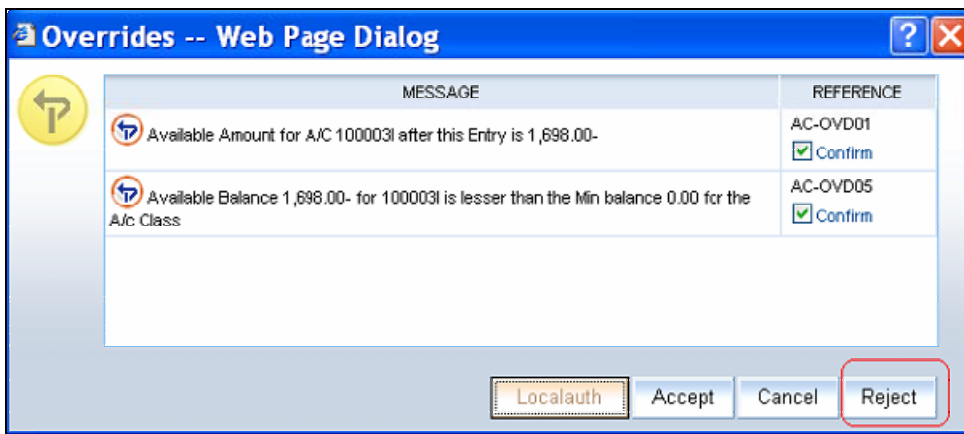 Overrides -- Web Page Dialog
MESSAGE REFERENCE
Available Amount for A/C 100003I after this Entry is 1,698.00- AC-OVD01
Confirm
Available Balance 1,698.00- for 100003I is lesser than the Min balance 0.00 for the AC-OVD05
A/c Class Confirm
Localauth Accept Cancel Reject